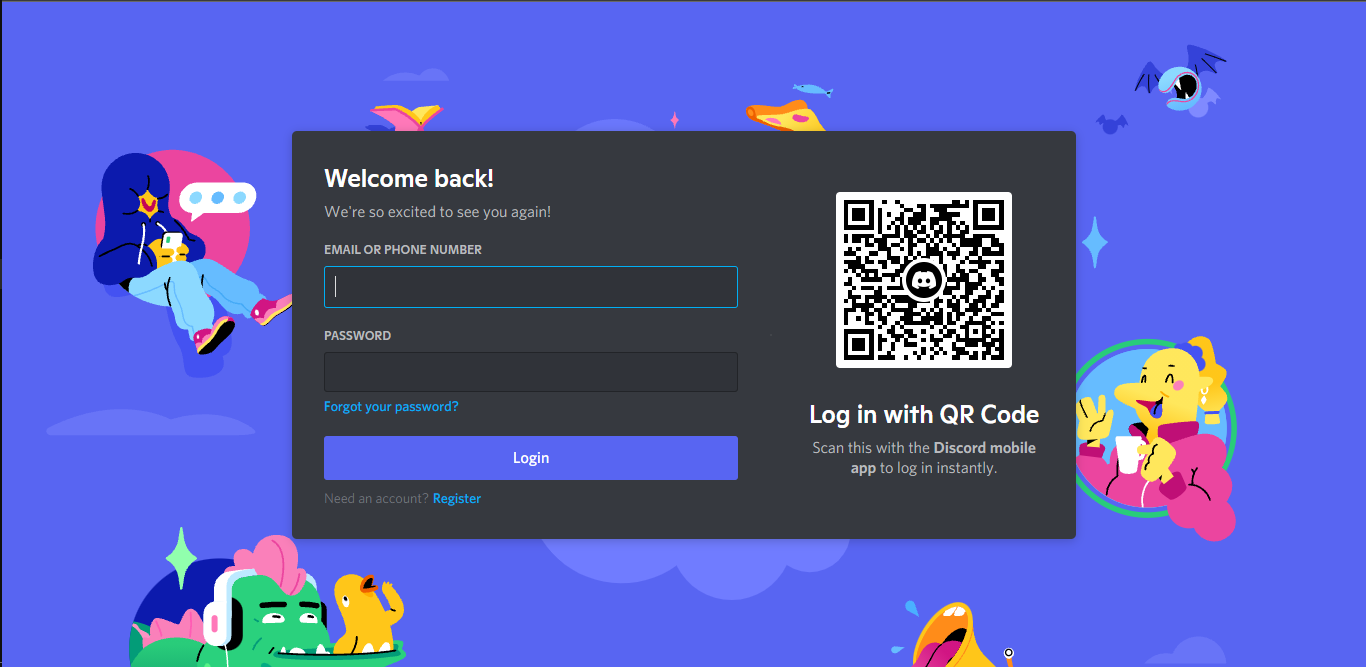 Welcome back!
We're so excited to see you again!
EMAIL OR PHONE NUMBER
PASSWORD
Forgot your password?
Login
Need an account? Register
Log in with QR Code
Scan this with the Discord mobile
app to log in instantly.